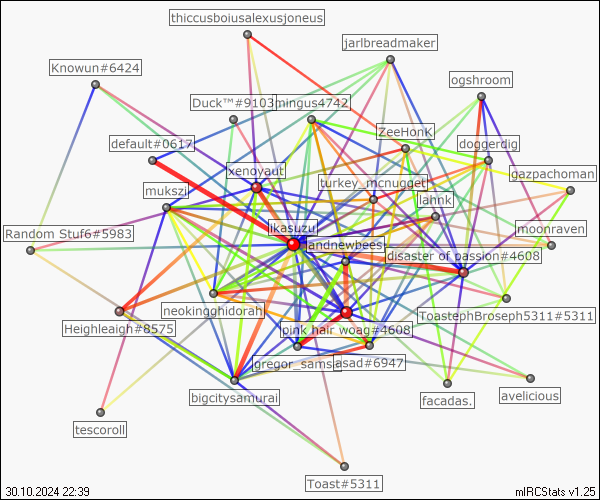 thiccusboiusalexusjoneus
jarlbreadmaker
Knowun#6424
ogshroom
Duck™#9103
mingus4742
ZeeHonK
default#0617
doggerdig
xenoyaut
gazpachoman
turkey_mcnugget
mukszi
lahnk
ikasuzu
moonraven
Random Stuf6#5983
andnewbees
disaster of passion#4608
neokingghidorah
ToastephBroseph5311#5311
Heighleaigh#8575
pink hair woag#4608
gregor_samsa
asad#6947
bigcitysamurai
facadas.
avelicious
tescoroll
Toast#5311
30.10.2024 22:39
mIRCStats v1.25